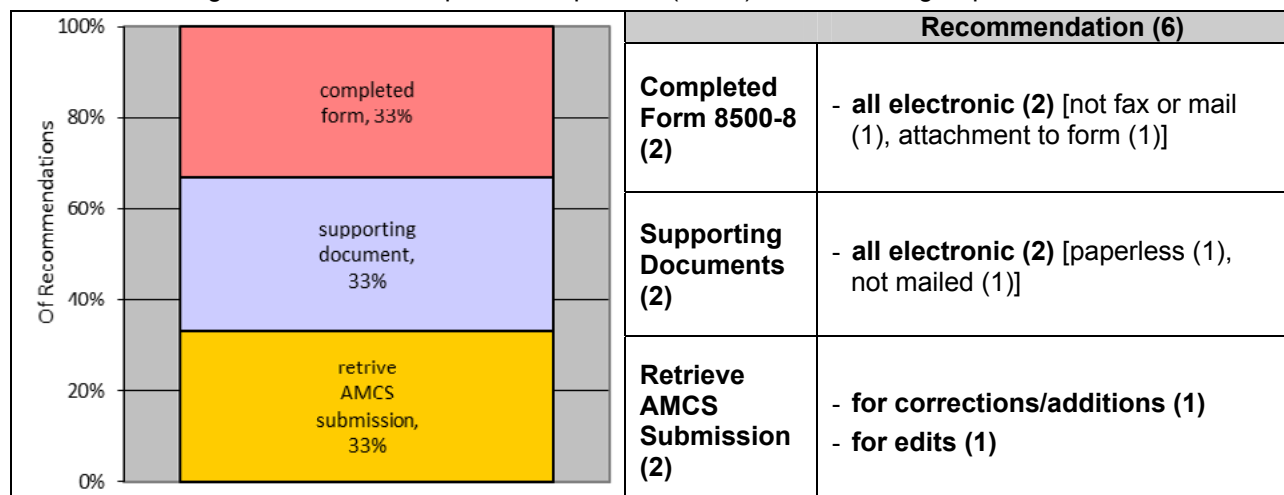 100%
80%
60%
40%
20%
0%
Of Recommendations
completed
form, 33%
supporting
document,
33%
retrive
AMCS
submission,
33%
Recommendation (6)
Completed
Form 8500-8
(2)
- all electronic (2) [not fax or mail
(1), attachment to form (1)]
Supporting
Documents
(2)
- all electronic (2) [paperless (1),
not mailed (1)]
Retrieve
AMCS
Submission
(2)
- for corrections/additions (1)
- for edits (1)